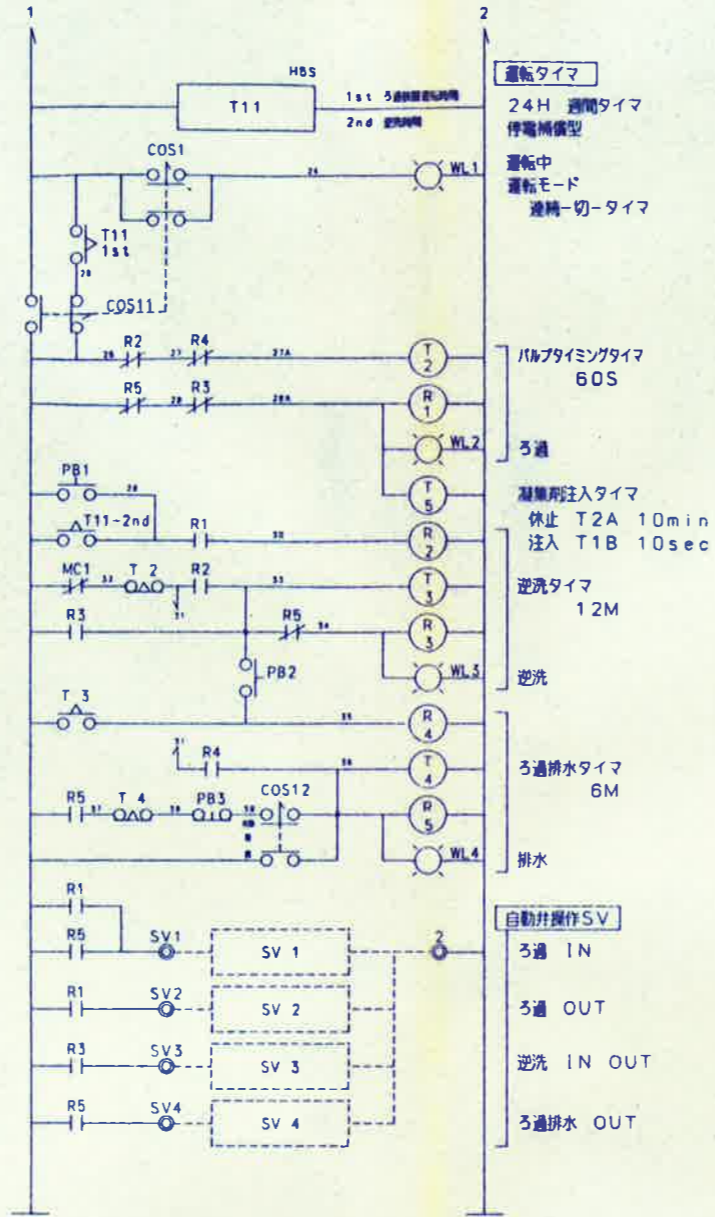 1 2
HBS
運転タイマ
T11 1st
2nd 逆洗時間
24H 週間タイマ
停電補償型
COS1
WL1 運転中
運転モード
連続-切-タイマ
T11
1st
COS11
R2 R4
26 27 27A
T2 バルブタイミングタイマ
60S
R5 R3
R1
WL2 ろ過
PB1
T5 凝集剤注入タイマ
休止 T2A 10min
注入 T1B 10sec
T11-2nd R1
R2
MC1 T 2 R2
T3 逆洗タイマ
12M
R3 R5
R3
PB2 WL3 逆洗
T 3
R4
R4
T4 ろ過排水タイマ
6M
R5 T 4 PB3 COS12
R5
WL4 排水
R1
自動弁操作SV
R5 SV1 SV 1 2 ろ過 IN
R1 SV2 SV 2 ろ過 OUT
R3 SV3 SV 3 逆洗 IN OUT
R5 SV4 SV 4 ろ過排水 OUT